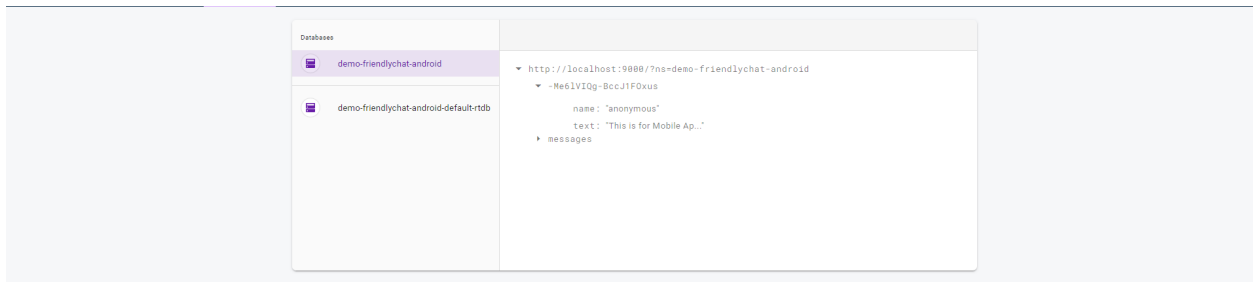 Databases
demo-friendlychat-android
demo-friendlychat-android-default-rtdb
http://localhost:9000/?ns=demo-friendlychat-android
-Me6lVIQg-BccJ1FOxus
name: "anonymous"
text: "This is for Mobile Ap..."
messages